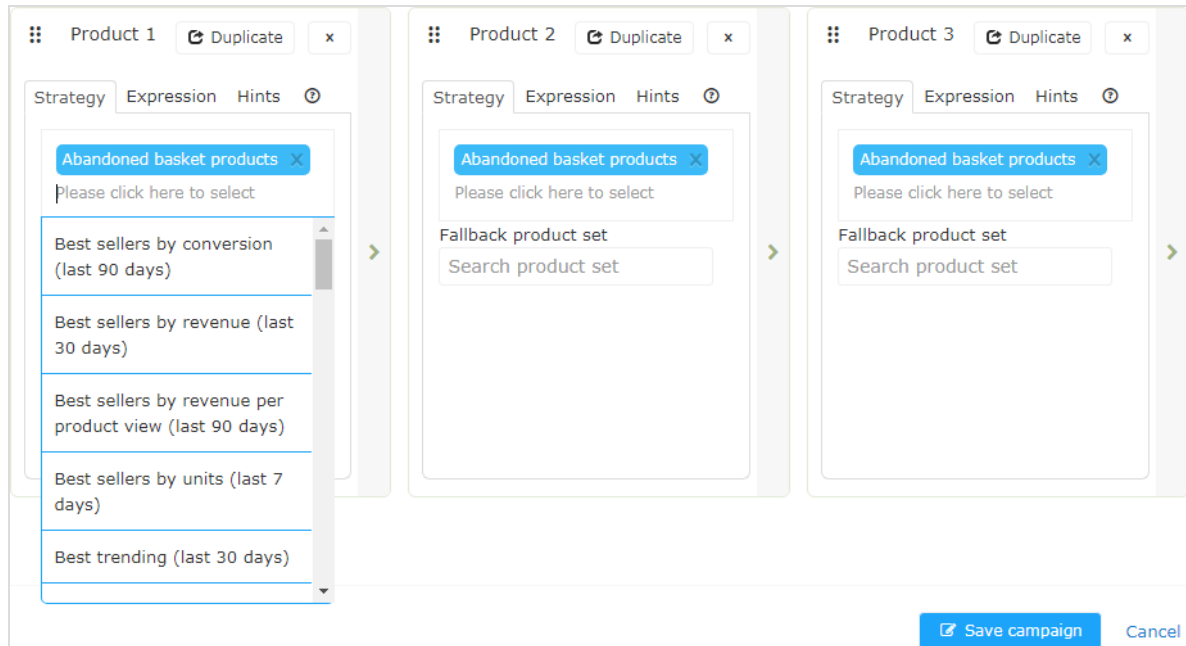 Product 1 Duplicate x
Strategy Expression Hints ?
Abandoned basket products X
Please click here to select
Best sellers by conversion
(last 90 days)
Best sellers by revenue (last
30 days)
Best sellers by revenue per
product view (last 90 days)
Best sellers by units (last 7
days)
Best trending (last 30 days)
Product 2 Duplicate x
Strategy Expression Hints ?
Abandoned basket products X
Please click here to select
Fallback product set
Search product set
Product 3 Duplicate x
Strategy Expression Hints ?
Abandoned basket products X
Please click here to select
Fallback product set
Search product set
Save campaign Cancel